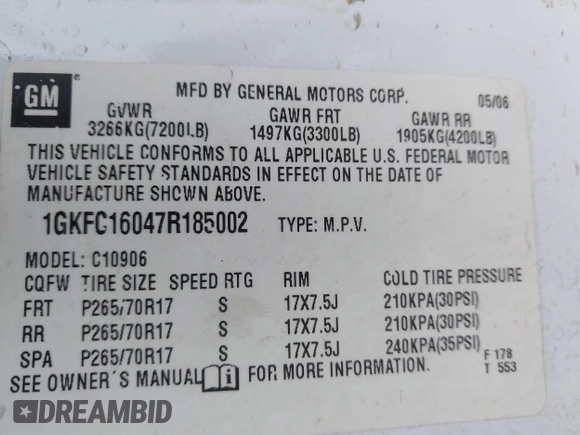 GM
MFD BY GENERAL MOTORS CORP. 05/06
GVWR GAWR FRT GAWR RR
3266KG(7200LB) 1497KG(3300LB) 1905KG(4200LB)
THIS VEHICLE CONFORMS TO ALL APPLICABLE U.S. FEDERAL MOTOR
VEHICLE SAFETY STANDARDS IN EFFECT ON THE DATE OF
MANUFACTURE SHOWN ABOVE.
1GKFC16047R185002 TYPE: M.P.V.
MODEL: C10906
CQFW TIRE SIZE SPEED RTG RIM COLD TIRE PRESSURE
FRT P265/70R17 S 17X7.5J 210KPA(30PSI)
RR P265/70R17 S 17X7.5J 210KPA(30PSI)
SPA P265/70R17 S 17X7.5J 240KPA(35PSI)
F 178
T 553
SEE OWNER'S MANUAL FOR MORE INFORMATION.
DREAMBID